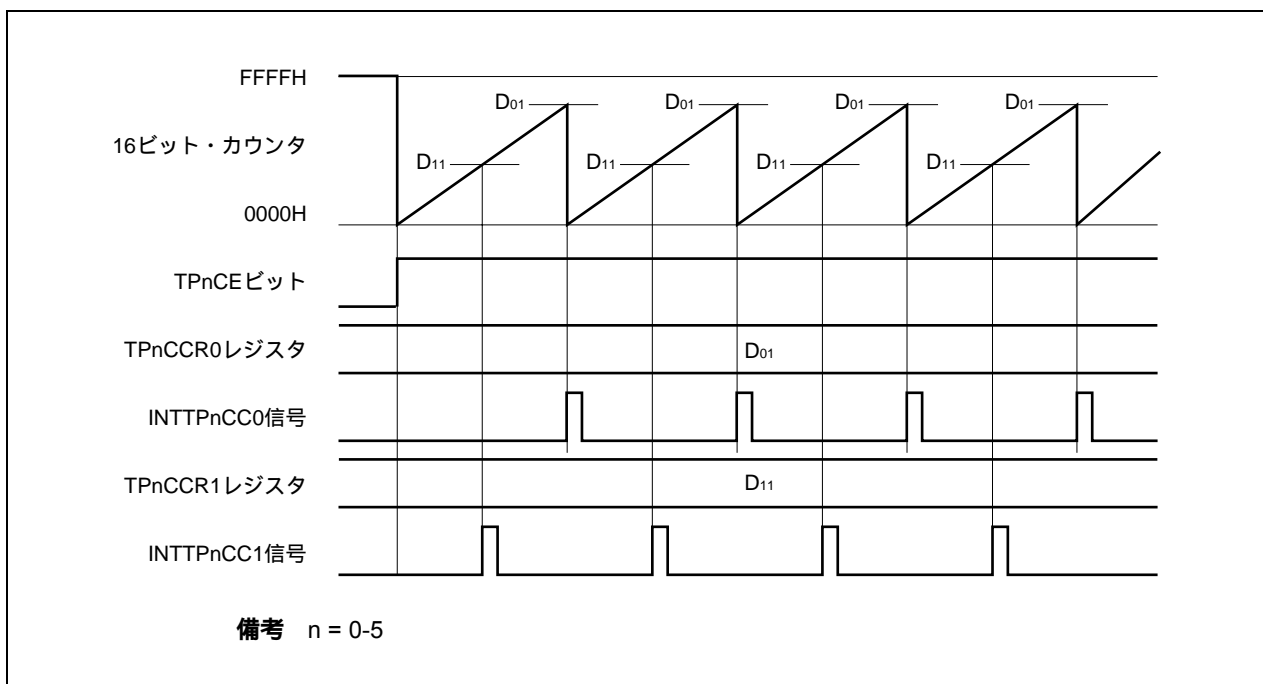 FFFFH
D01 D01 D01 D01
16ビット・カウンタ
D11 D11 D11 D11
0000H
TPnCEビット
TPnCCR0レジスタ D01
INTTPnCC0信号
TPnCCR1レジスタ D11
INTTPnCC1信号
備考 n = 0-5